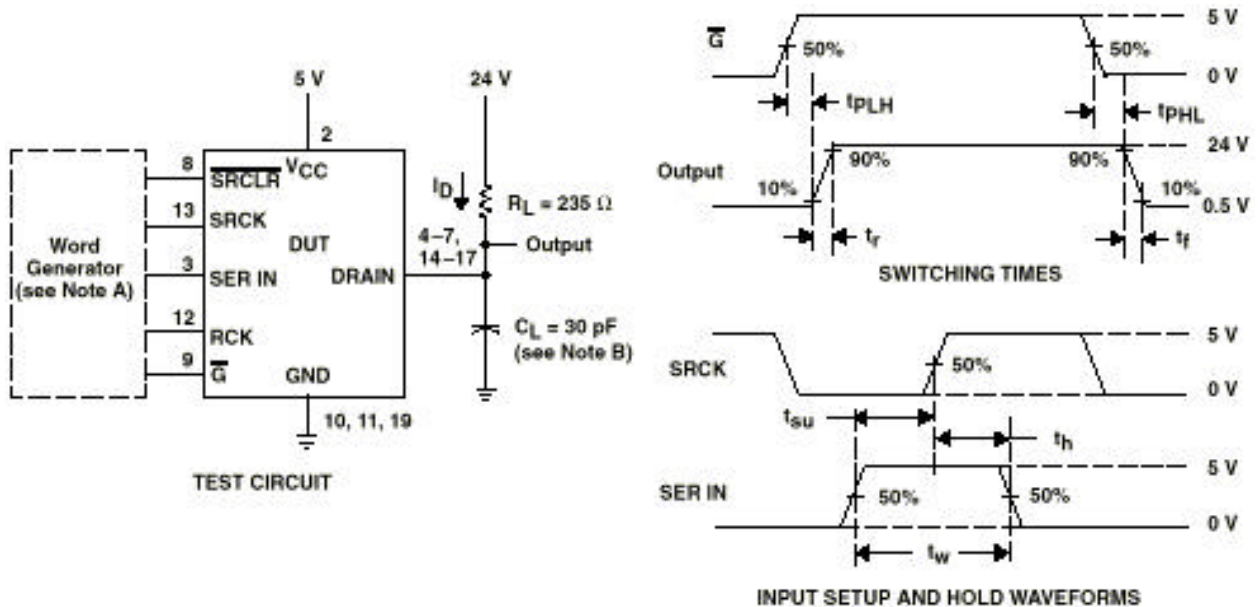 5 V
24 V
2
8
SRCLR
VCC
13
SRCK
DUT
Word
Generator
(see Note A)
3
SER IN
DRAIN
12
RCK
9
G
GND
10, 11, 19
ID
RL = 235 Ω
4–7,
14–17
Output
CL = 30 pF
(see Note B)
TEST CIRCUIT
G
50%
50%
5 V
0 V
tPLH
tPHL
Output
10%
90%
90%
10%
24 V
0.5 V
tr
tf
SWITCHING TIMES
SRCK
50%
5 V
0 V
tsu
th
SER IN
50%
50%
5 V
0 V
tw
INPUT SETUP AND HOLD WAVEFORMS